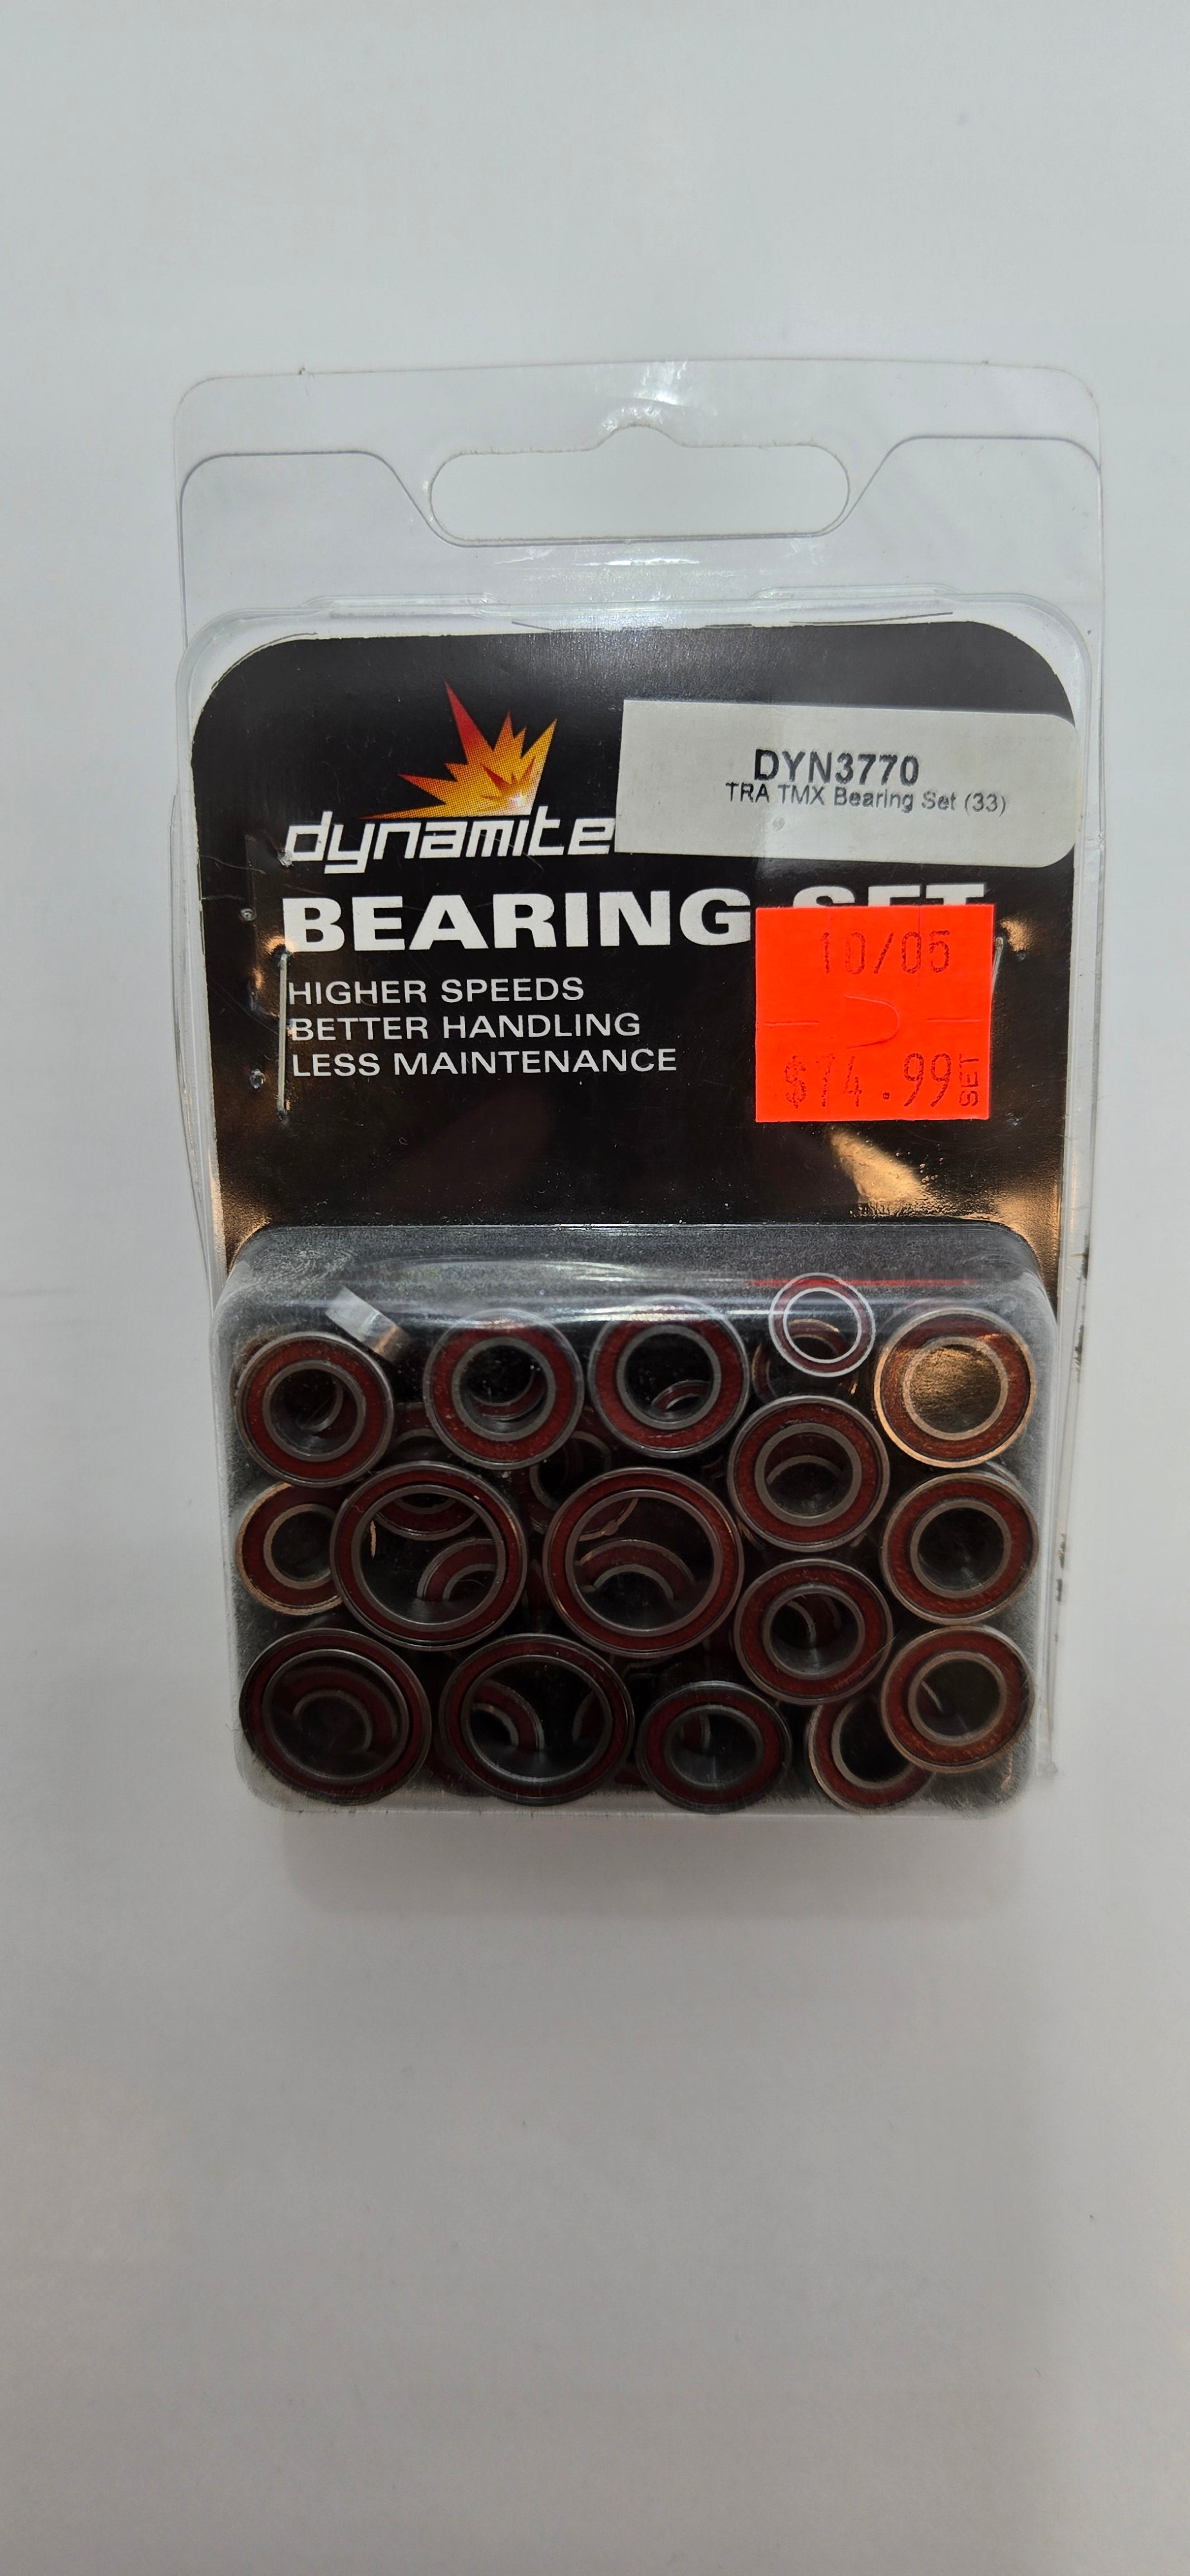 dynamite
DYN3770
TRA TMX Bearing Set (33)
BEARING SET
HIGHER SPEEDS
BETTER HANDLING
LESS MAINTENANCE
10/05
$74.99 SET